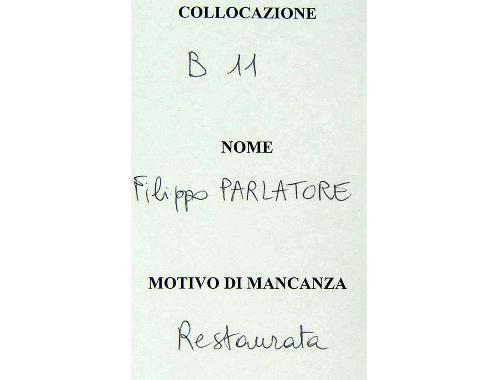 COLLOCAZIONE
B 11
NOME
Filippo PARLATORE
MOTIVO DI MANCANZA
Restaurata